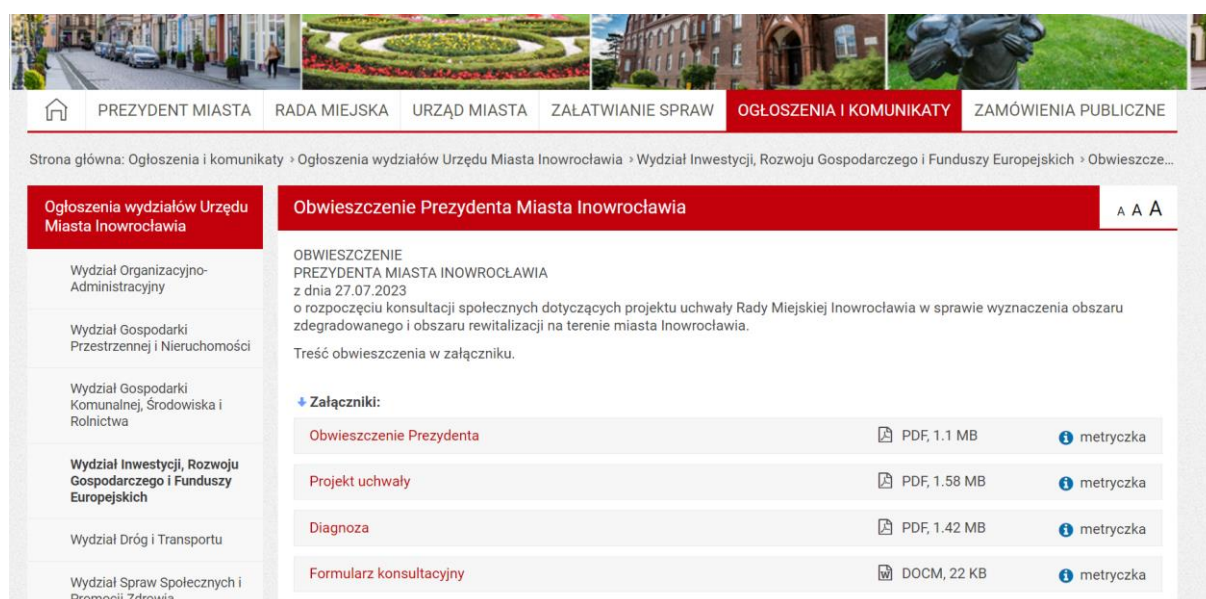 PREZYDENT MIASTA RADA MIEJSKA URZĄD MIASTA ZAŁATWIANIE SPRAW OGŁOSZENIA I KOMUNIKATY ZAMÓWIENIA PUBLICZNE
Strona główna: Ogłoszenia i komunikaty › Ogłoszenia wydziałów Urzędu Miasta Inowrocławia › Wydział Inwestycji, Rozwoju Gospodarczego i Funduszy Europejskich › Obwieszcze...
Ogłoszenia wydziałów Urzędu
Miasta Inowrocławia
Wydział Organizacyjno-
Administracyjny
Wydział Gospodarki
Przestrzennej i Nieruchomości
Wydział Gospodarki
Komunalnej, Środowiska i
Rolnictwa
Wydział Inwestycji, Rozwoju
Gospodarczego i Funduszy
Europejskich
Wydział Dróg i Transportu
Wydział Spraw Społecznych i
Promocji Zdrowia
Obwieszczenie Prezydenta Miasta Inowrocławia
A A A
OBWIESZCZENIE
PREZYDENTA MIASTA INOWROCŁAWIA
z dnia 27.07.2023
o rozpoczęciu konsultacji społecznych dotyczących projektu uchwały Rady Miejskiej Inowrocławia w sprawie wyznaczenia obszaru
zdegradowanego i obszaru rewitalizacji na terenie miasta Inowrocławia.
Treść obwieszczenia w załączniku.
Załączniki:
Obwieszczenie Prezydenta PDF, 1.1 MB metryczka
Projekt uchwały PDF, 1.58 MB metryczka
Diagnoza PDF, 1.42 MB metryczka
Formularz konsultacyjny DOCM, 22 KB metryczka